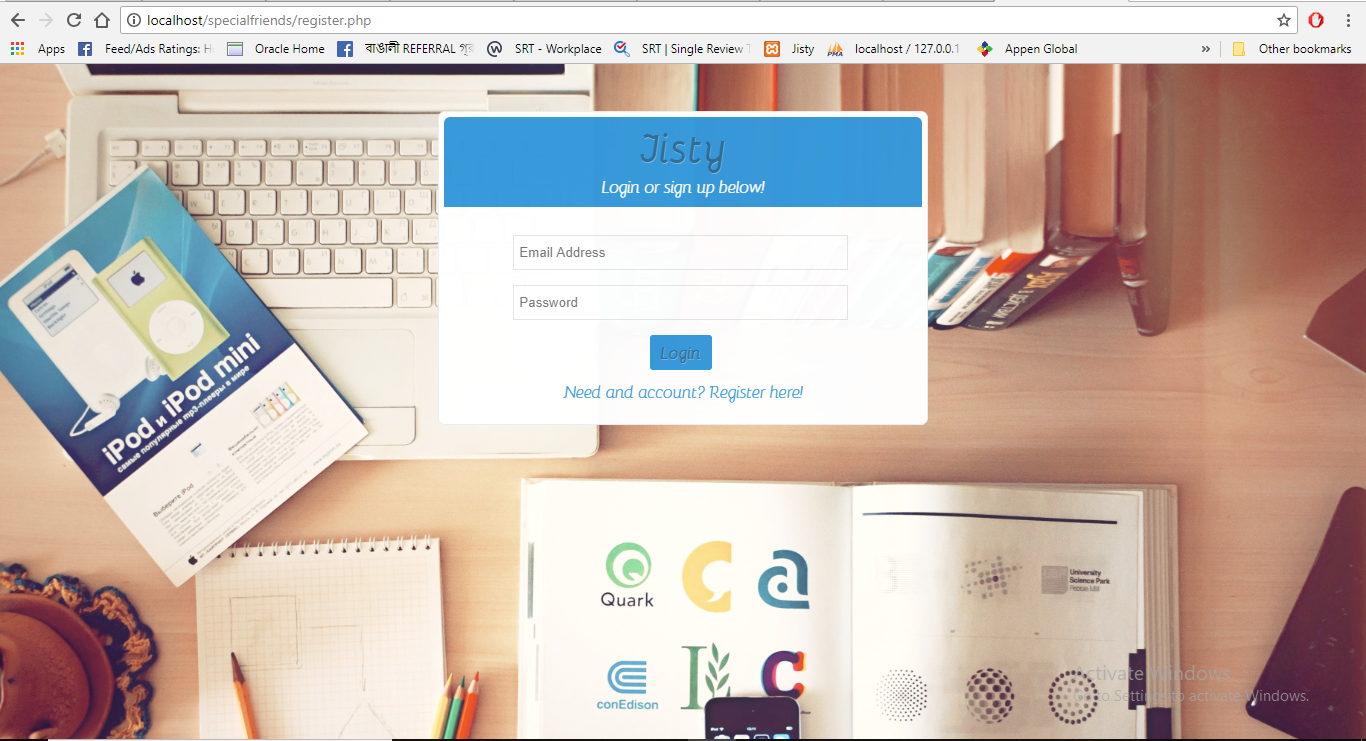 localhost/specialfriends/register.php
Apps Feed/Ads Ratings: Oracle Home বাঙালী REFERRAL SRT - Workplace SRT | Single Review Jisty localhost / 127.0.0.1 Appen Global » Other bookmarks
Jisty
Login or sign up below!
Email Address
Password
Login
Need and account? Register here!
iPod и iPod mini
самые популярные mp3-плееры в мире
Выберите iPod
Quark
University
Science Park
conEdison
Activate Windows
Go to Settings to activate Windows.